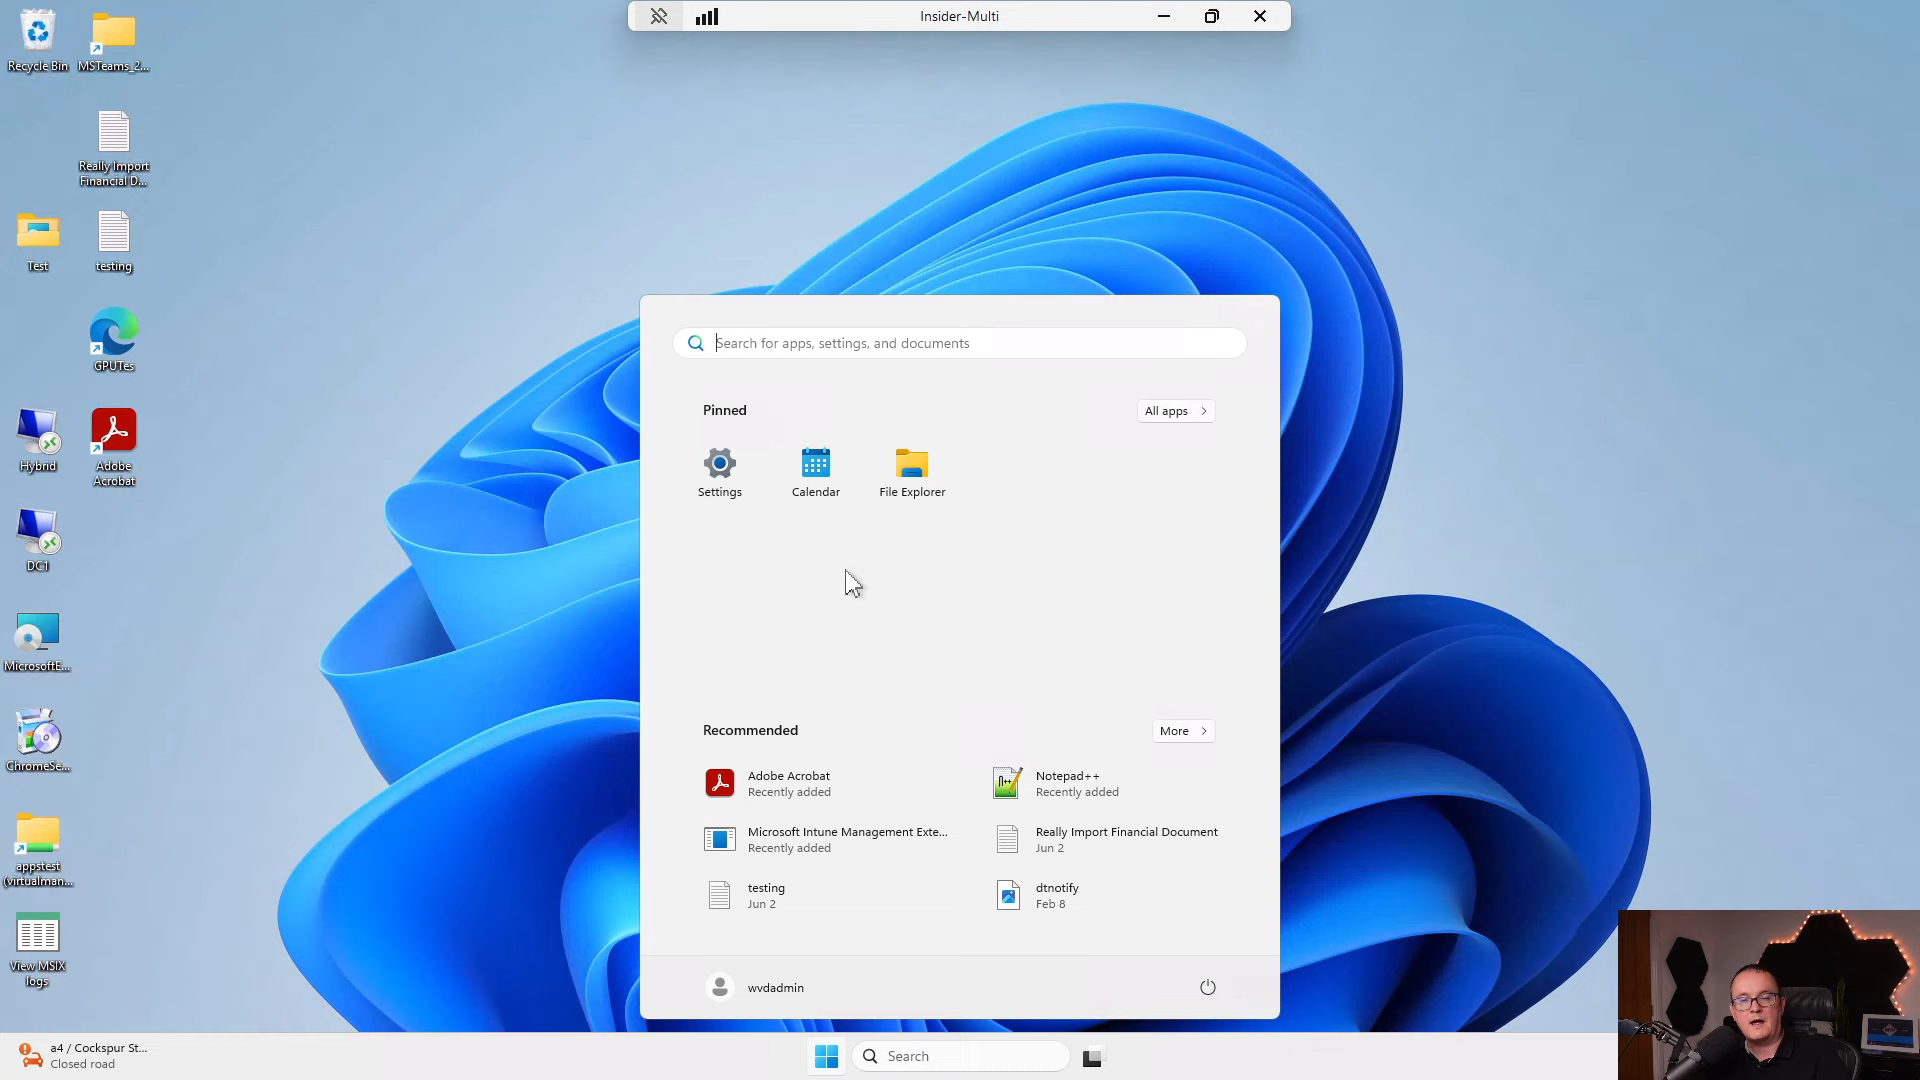 Insider-Multi
Recycle Bin
MSTeams_2...
Really Import
Financial D...
Test
testing
GPUTes
Hybrid
Adobe
Acrobat
DC1
MicrosoftE...
ChromeSe...
appstest
(virtualman...
View MSIX
logs
Search for apps, settings, and documents
Pinned
All apps
Settings
Calendar
File Explorer
Recommended
More
Adobe Acrobat
Recently added
Notepad++
Recently added
Microsoft Intune Management Exte...
Recently added
Really Import Financial Document
Jun 2
testing
Jun 2
dtnotify
Feb 8
wvdadmin
a4 / Cockspur St...
Closed road
Search